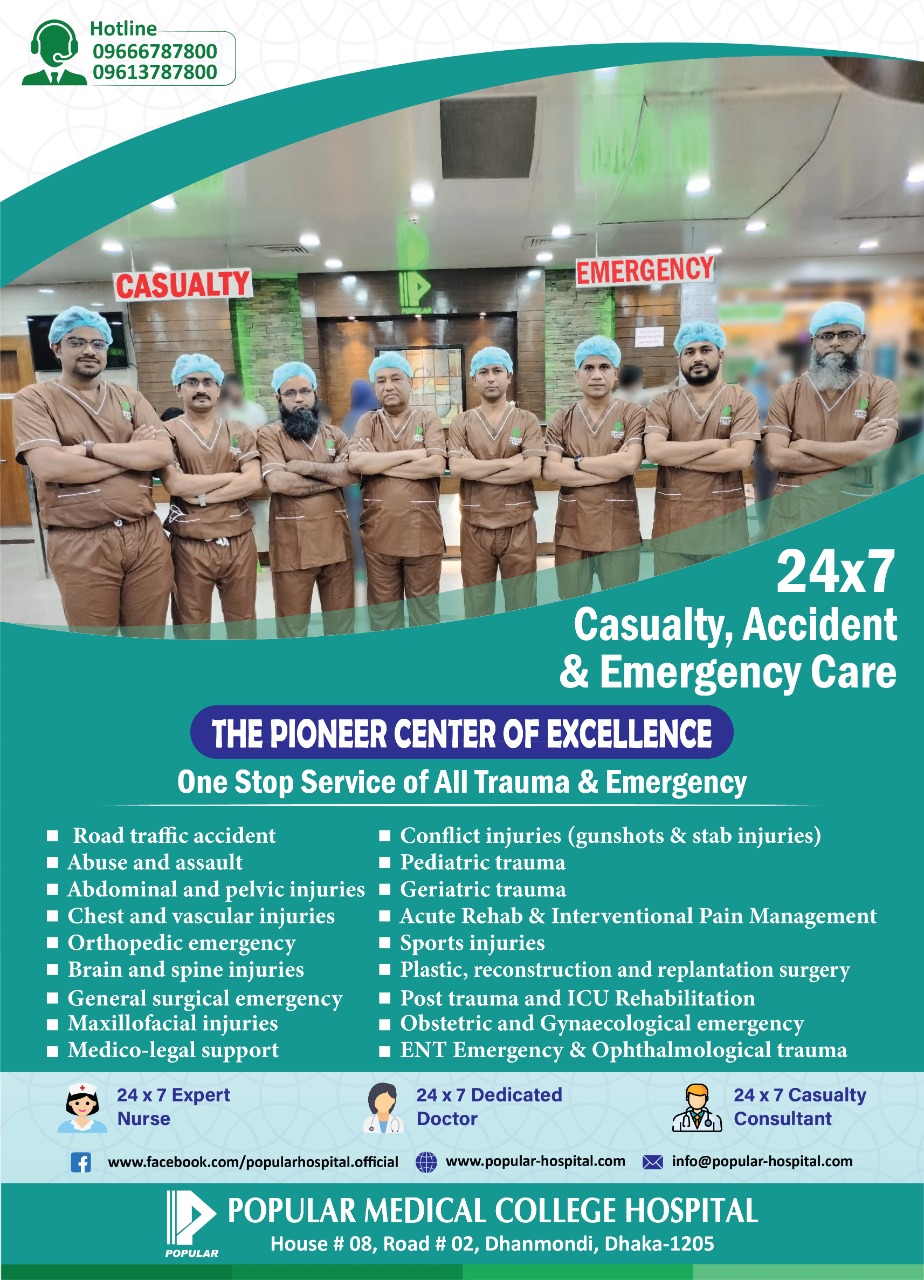 Hotline
09666787800
09613787800
CASUALTY
EMERGENCY
POPULAR
24x7
Casualty, Accident
& Emergency Care
THE PIONEER CENTER OF EXCELLENCE
One Stop Service of All Trauma & Emergency
Road traffic accident
Abuse and assault
Abdominal and pelvic injuries
Chest and vascular injuries
Orthopedic emergency
Brain and spine injuries
General surgical emergency
Maxillofacial injuries
Medico-legal support
Conflict injuries (gunshots & stab injuries)
Pediatric trauma
Geriatric trauma
Acute Rehab & Interventional Pain Management
Sports injuries
Plastic, reconstruction and replantation surgery
Post trauma and ICU Rehabilitation
Obstetric and Gynaecological emergency
ENT Emergency & Ophthalmological trauma
24 x 7 Expert
Nurse
24 x 7 Dedicated
Doctor
24 x 7 Casualty
Consultant
www.facebook.com/popularhospital.official
www.popular-hospital.com
info@popular-hospital.com
POPULAR
POPULAR MEDICAL COLLEGE HOSPITAL
House # 08, Road # 02, Dhanmondi, Dhaka-1205